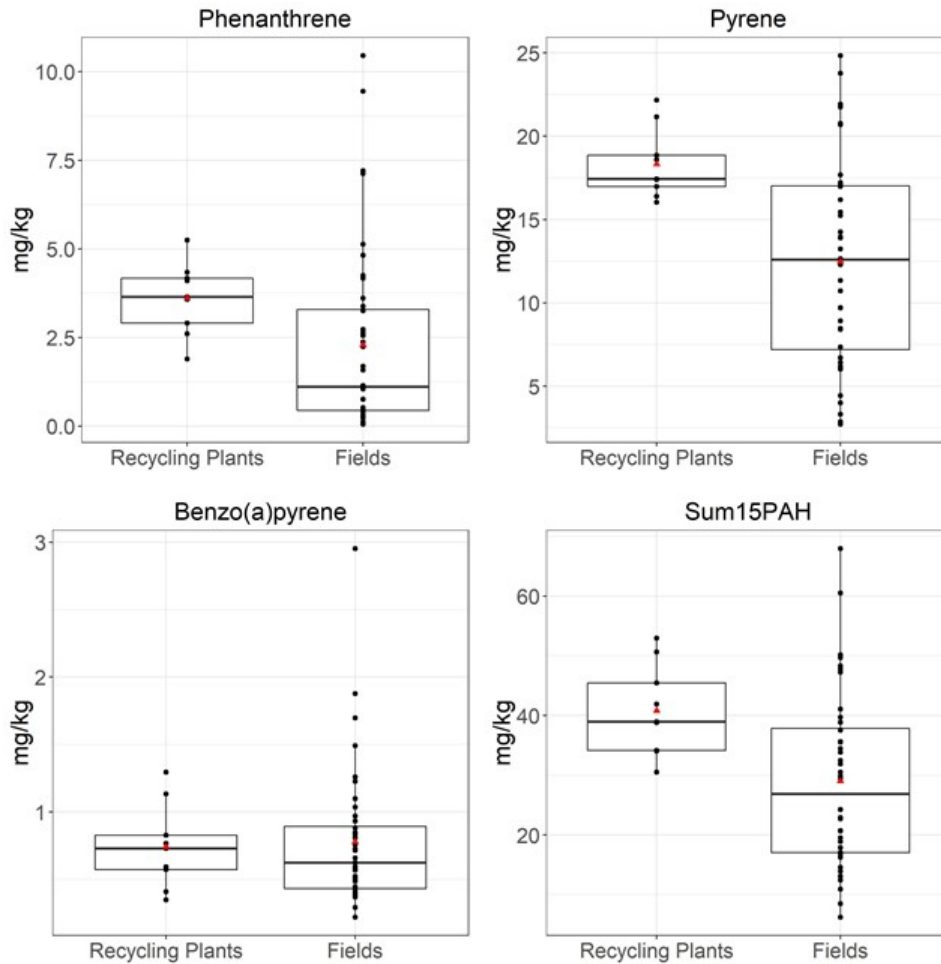 Phenanthrene
mg/kg
10.0
7.5
5.0
2.5
0.0
Recycling Plants
Fields
Pyrene
mg/kg
25
20
15
10
5
Recycling Plants
Fields
Benzo(a)pyrene
mg/kg
3
2
1
Recycling Plants
Fields
Sum15PAH
mg/kg
60
40
20
Recycling Plants
Fields